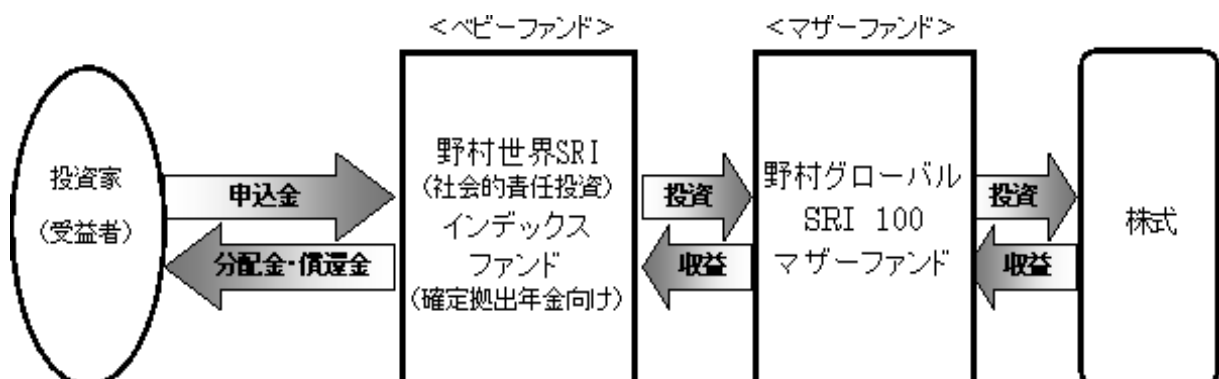 <ベビーファンド>
<マザーファンド>
投資家
(受益者)
申込金
分配金・償還金
野村世界SRI
(社会的責任投資)
インデックス
ファンド
(確定拠出年金向け)
投資
収益
野村グローバル
SRI 100
マザーファンド
投資
収益
株式